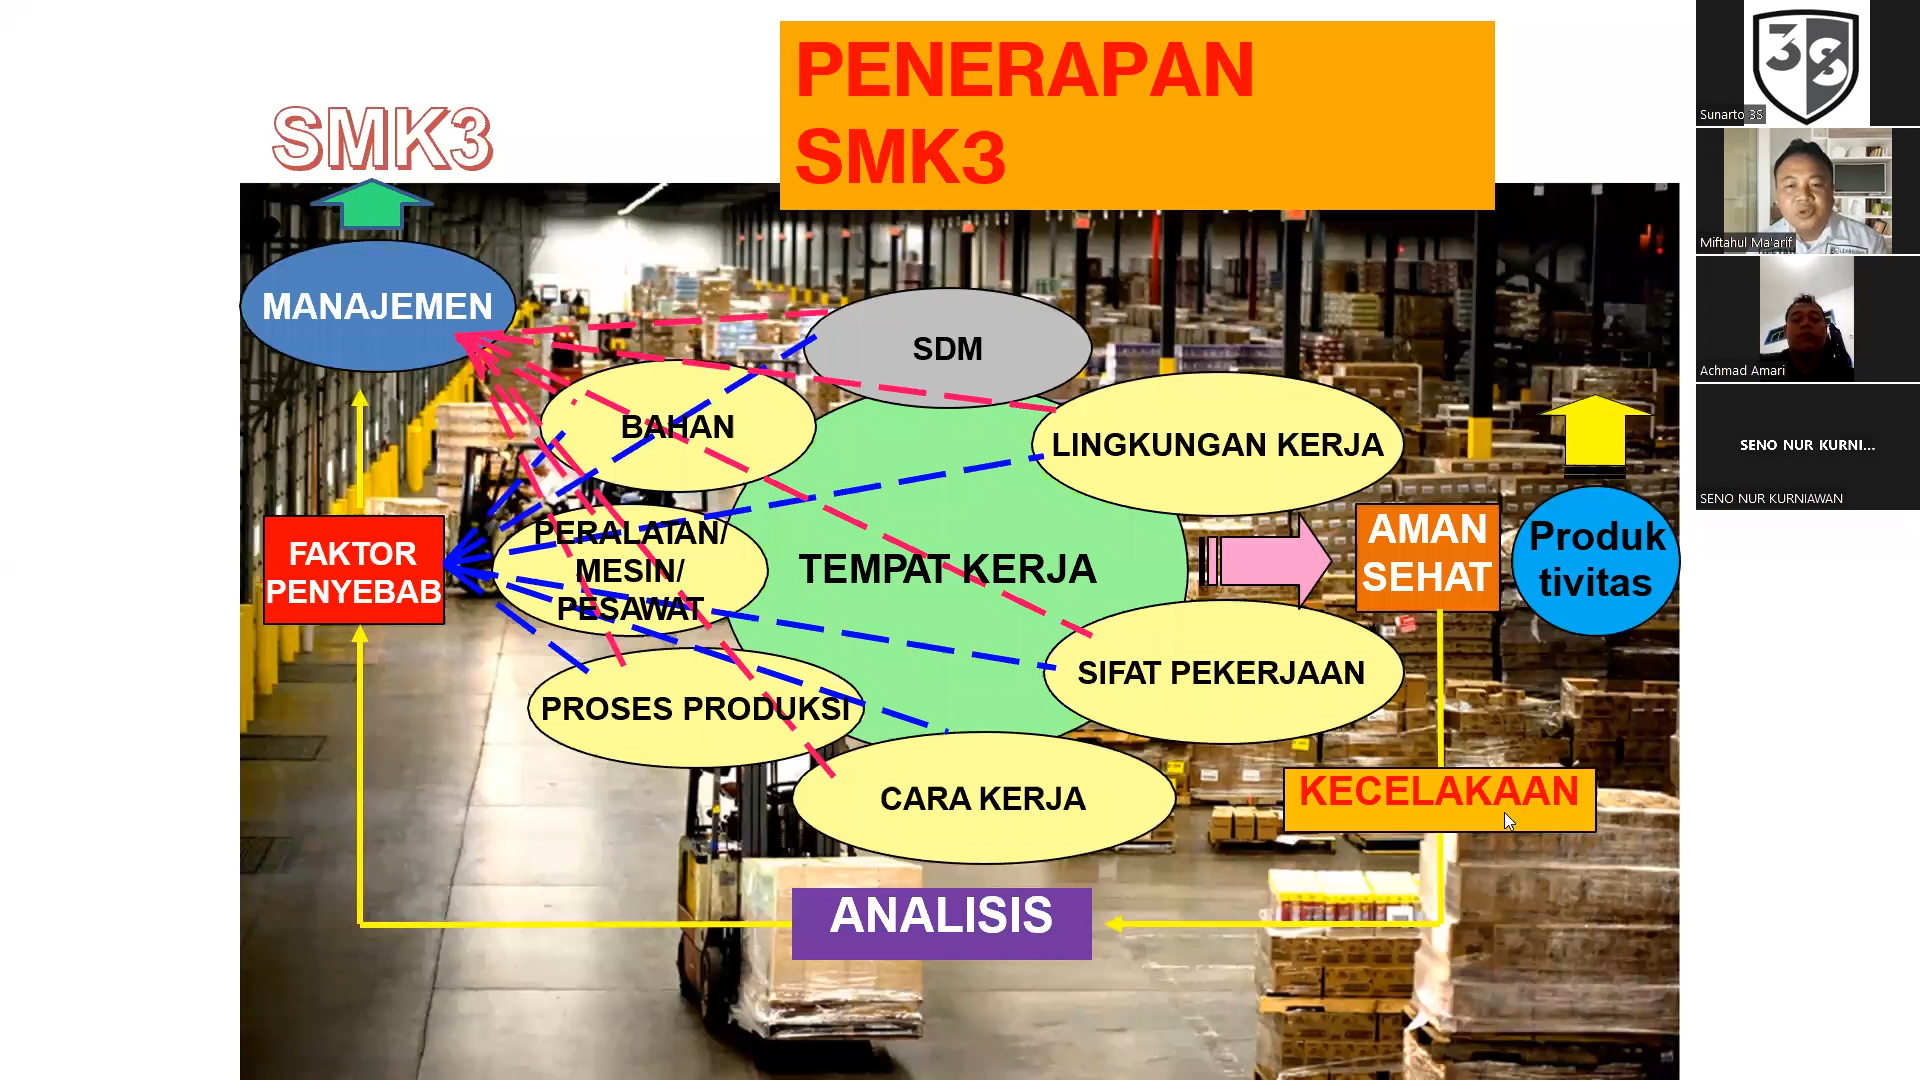 PENERAPAN
SMK3
SMK3
MANAJEMEN
SDM
BAHAN
LINGKUNGAN KERJA
FAKTOR
PENYEBAB
PERALATAN/
MESIN/
PESAWAT
TEMPAT KERJA
AMAN
SEHAT
Produk
tivitas
SIFAT PEKERJAAN
PROSES PRODUKSI
CARA KERJA
KECELAKAAN
ANALISIS
3S
Sunarto 3S
Miftahul Ma'arif
Achmad Amari
SENO NUR KURNI...
SENO NUR KURNIAWAN